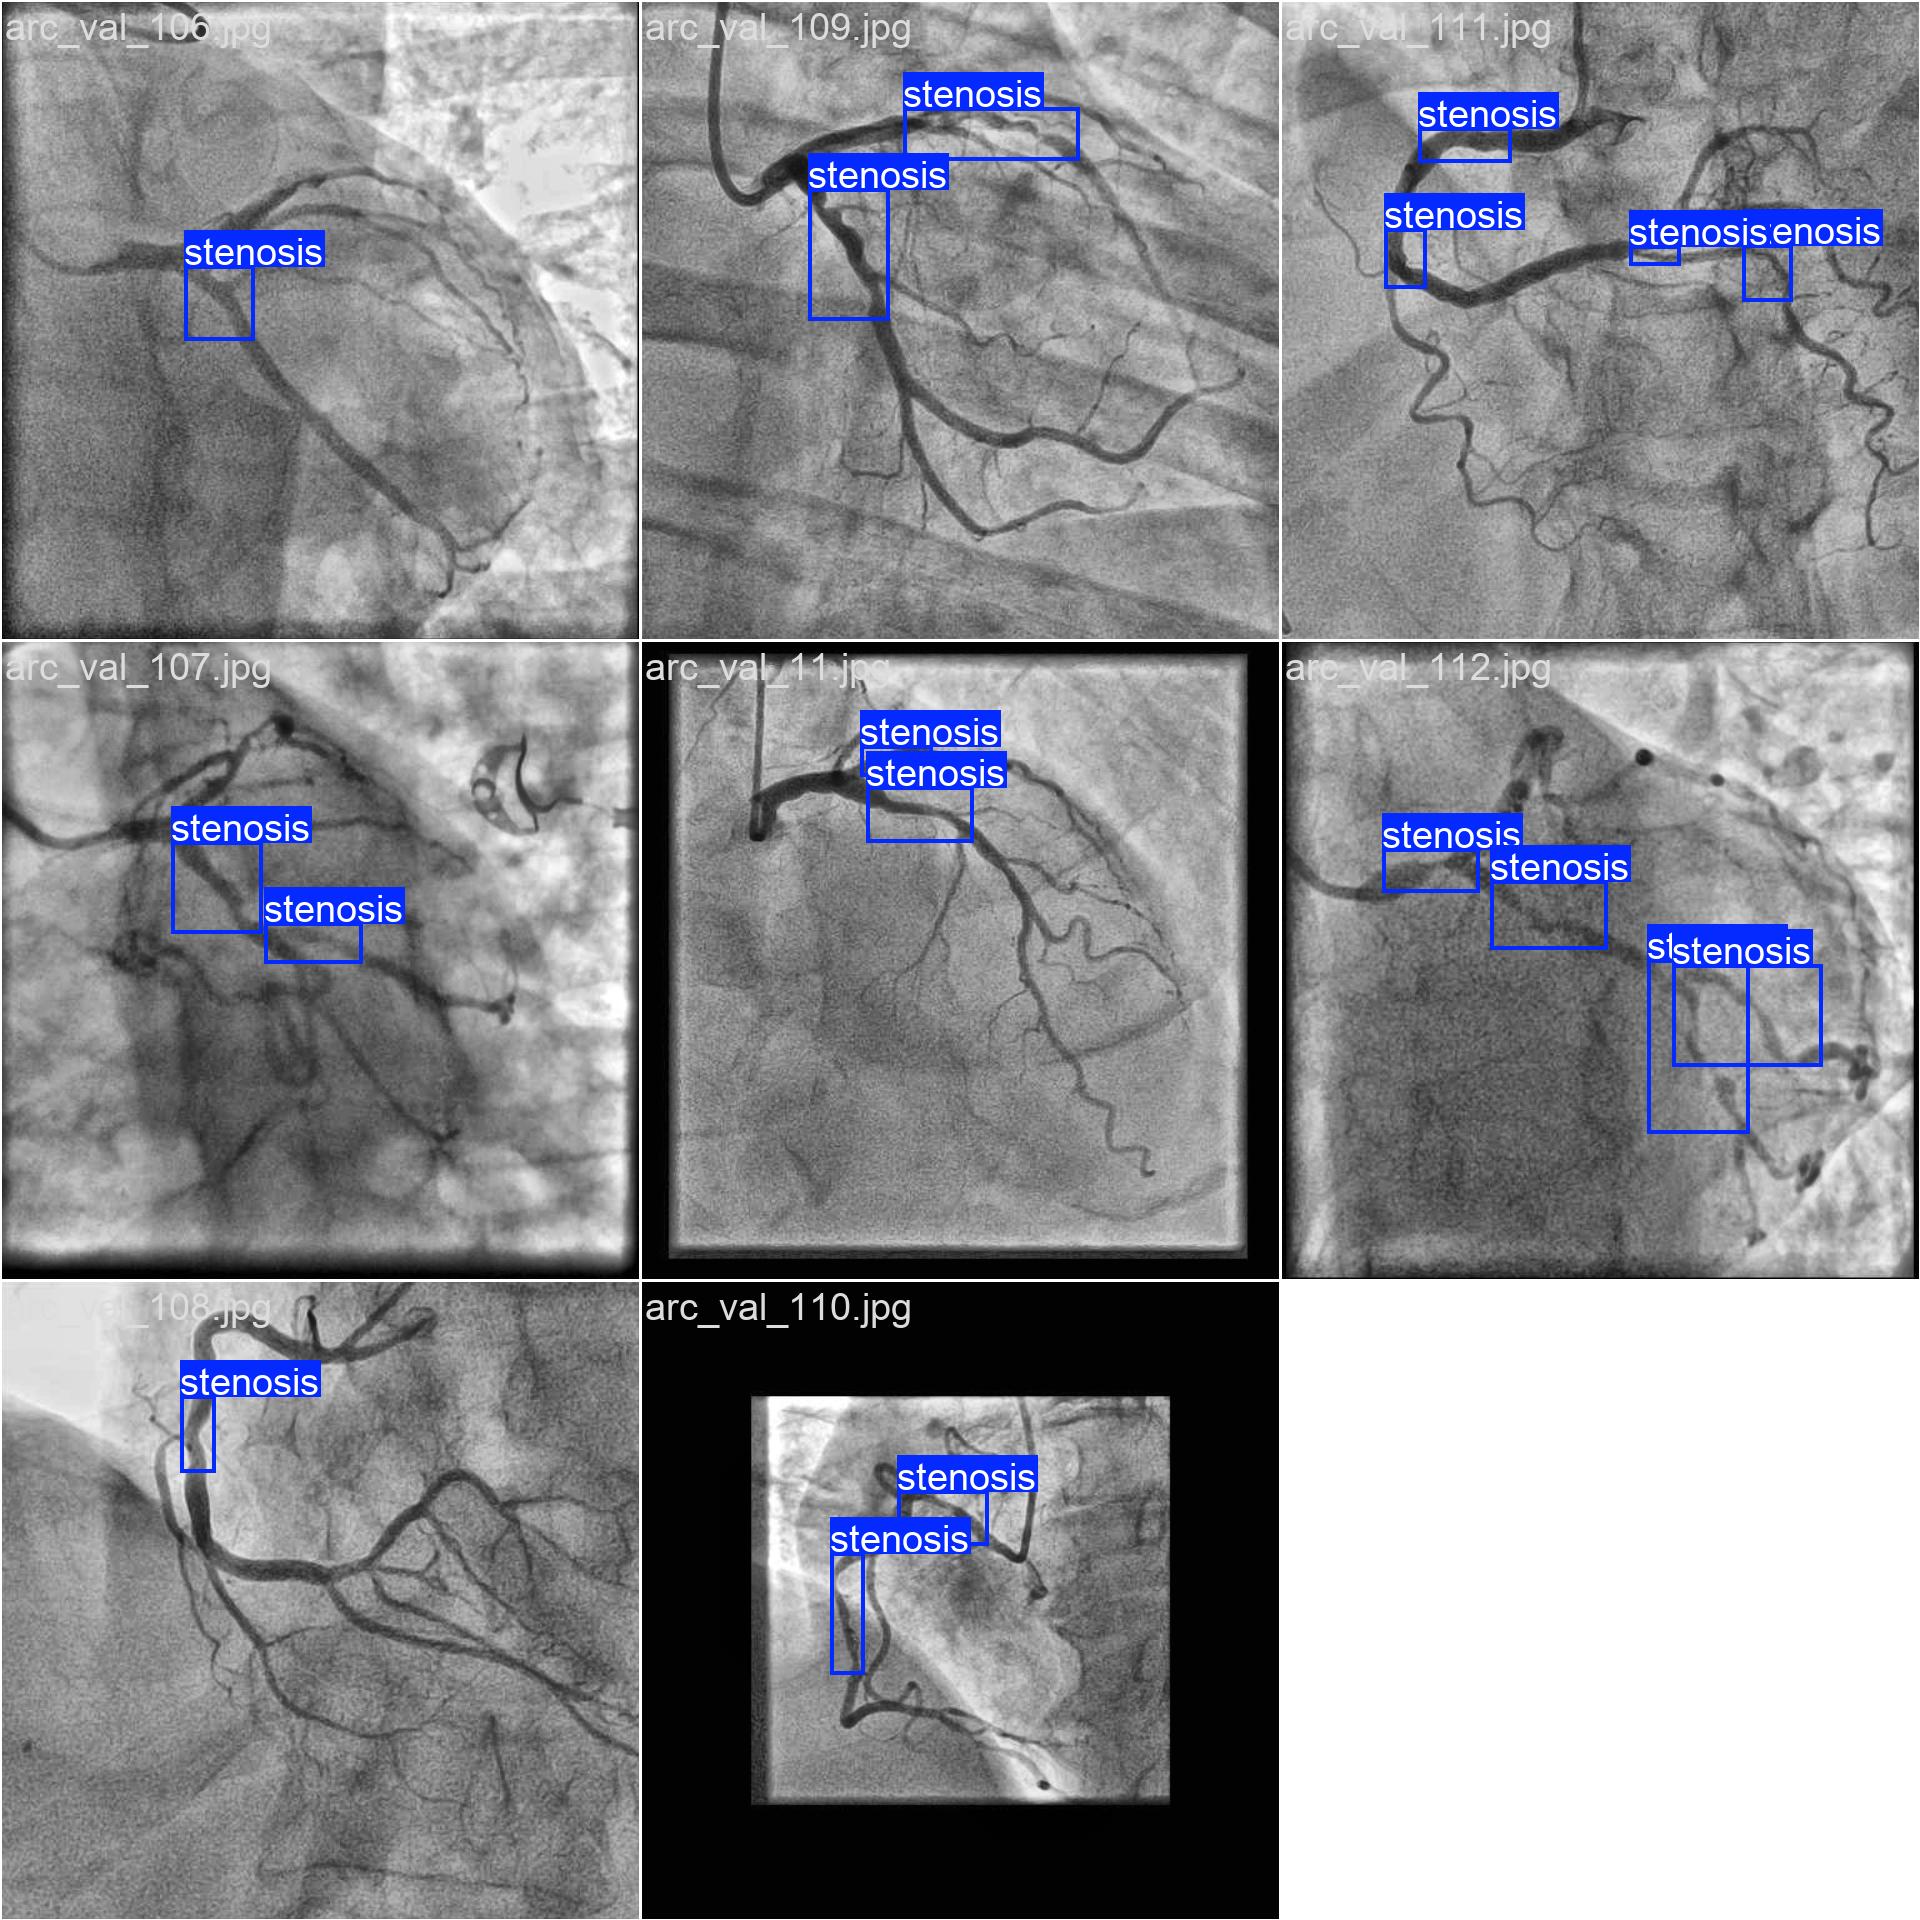 arc_val_106.jpg
stenosis
arc_val_109.jpg
stenosis
stenosis
arc_val_111.jpg
stenosis
stenosis
stenosis
enosis
arc_val_107.jpg
stenosis
stenosis
arc_val_11.jpg
stenosis
stenosis
arc_val_112.jpg
stenosis
stenosis
st
stenosis
arc_val_108.jpg
stenosis
arc_val_110.jpg
stenosis
stenosis